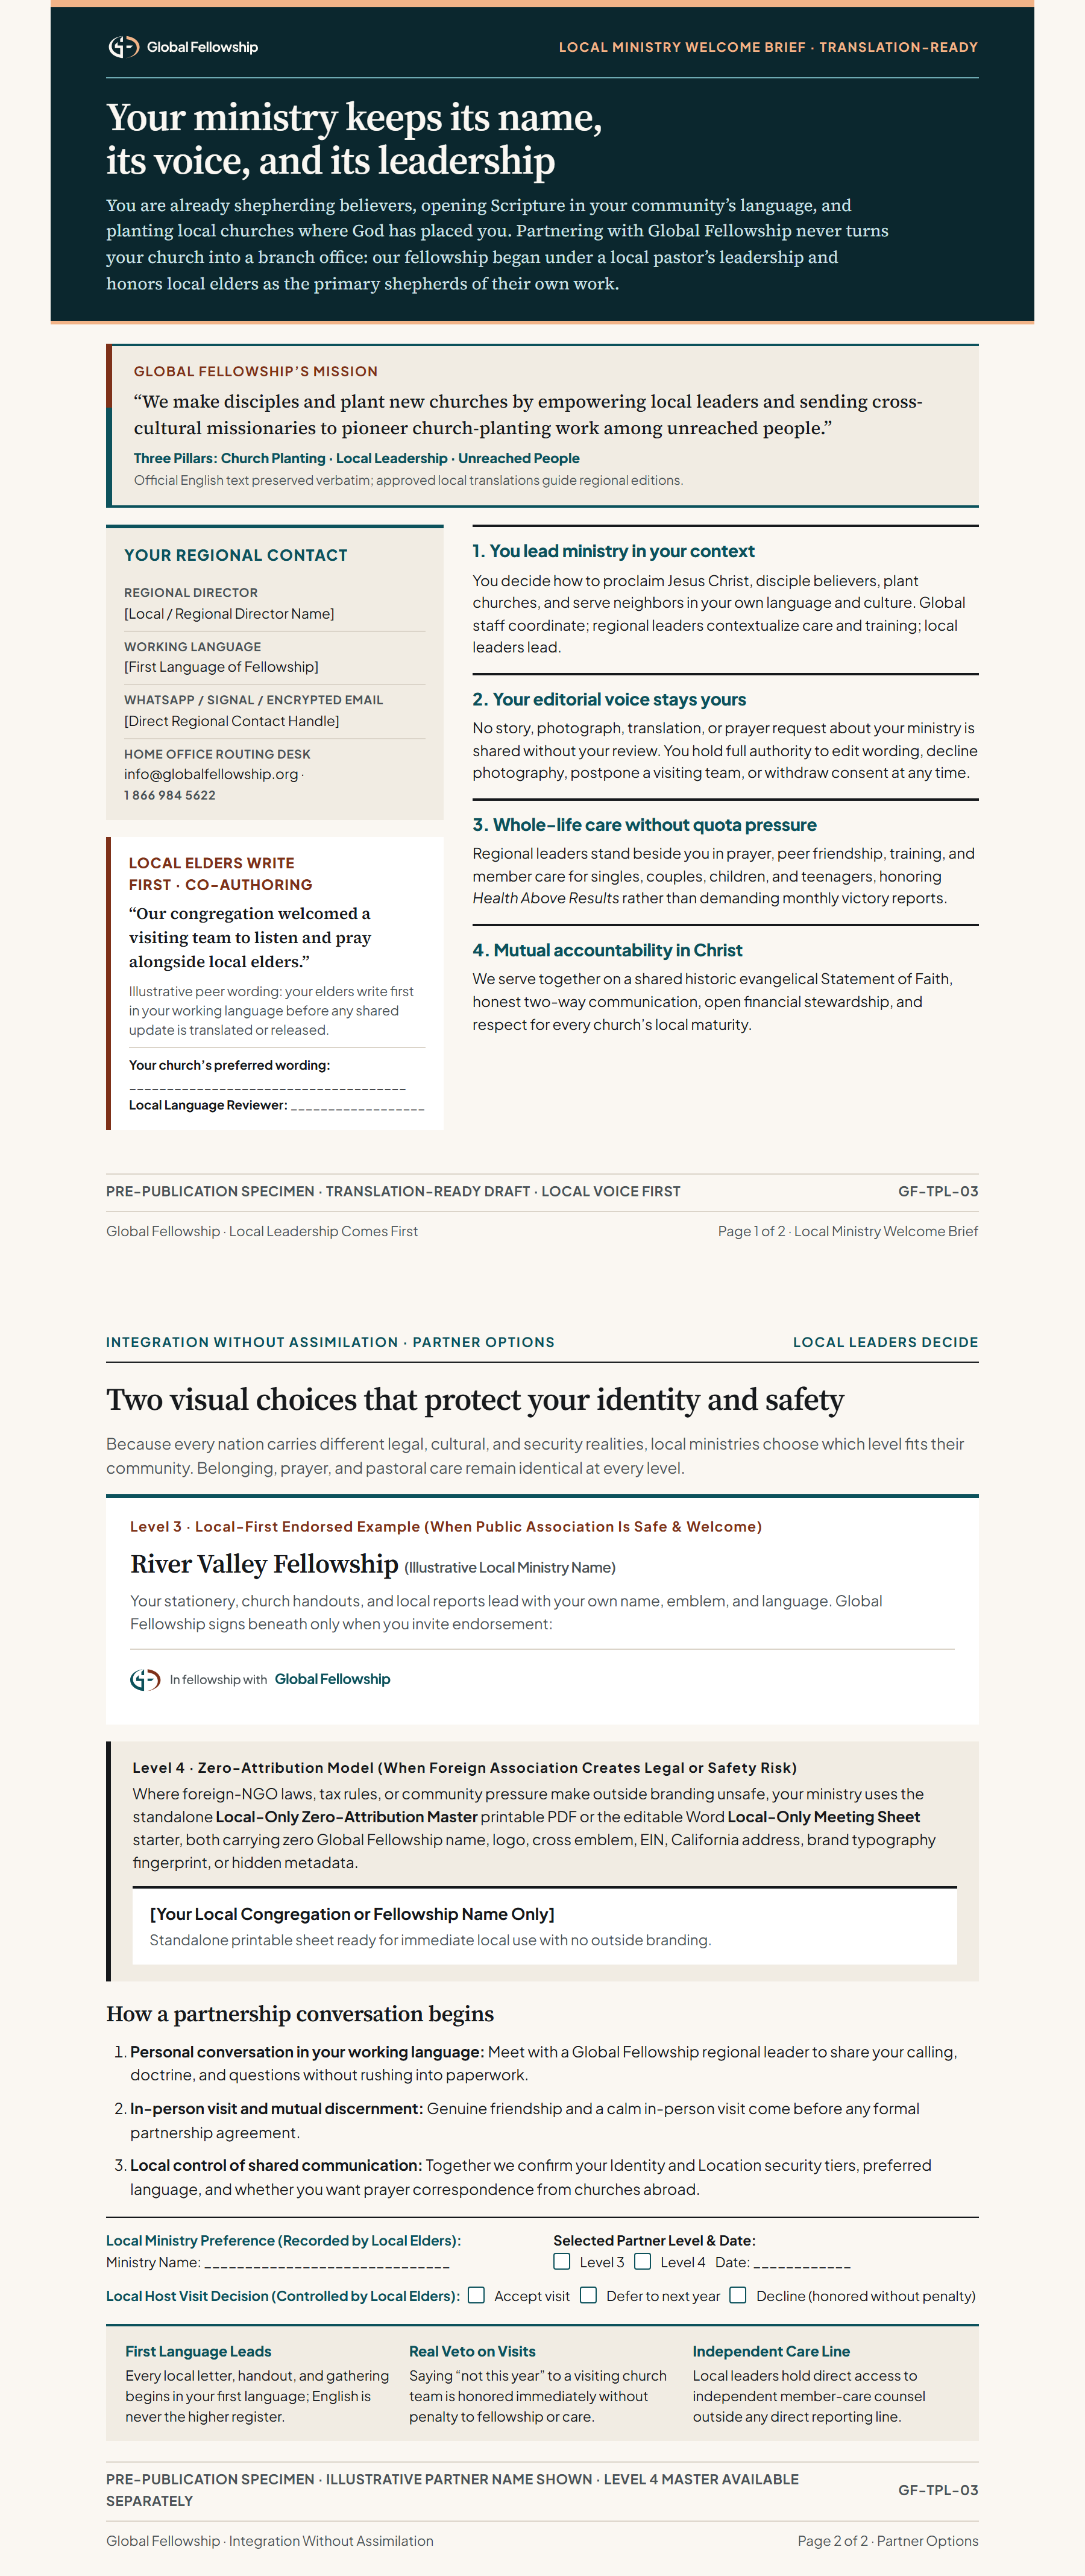 Global Fellowship
LOCAL MINISTRY WELCOME BRIEF · TRANSLATION-READY
Your ministry keeps its name,
its voice, and its leadership
You are already shepherding believers, opening Scripture in your community’s language, and
planting local churches where God has placed you. Partnering with Global Fellowship never turns
your church into a branch office: our fellowship began under a local pastor’s leadership and
honors local elders as the primary shepherds of their own work.
GLOBAL FELLOWSHIP’S MISSION
“We make disciples and plant new churches by empowering local leaders and sending cross-
cultural missionaries to pioneer church-planting work among unreached people.”
Three Pillars: Church Planting · Local Leadership · Unreached People
Official English text preserved verbatim; approved local translations guide regional editions.
YOUR REGIONAL CONTACT
REGIONAL DIRECTOR
[Local / Regional Director Name]
WORKING LANGUAGE
[First Language of Fellowship]
WHATSAPP / SIGNAL / ENCRYPTED EMAIL
[Direct Regional Contact Handle]
HOME OFFICE ROUTING DESK
info@globalfellowship.org ·
1 866 984 5622
LOCAL ELDERS WRITE
FIRST · CO-AUTHORING
“Our congregation welcomed a
visiting team to listen and pray
alongside local elders.”
Illustrative peer wording: your elders write first
in your working language before any shared
update is translated or released.
Your church’s preferred wording:
_____________________________________
Local Language Reviewer: __________________
1. You lead ministry in your context
You decide how to proclaim Jesus Christ, disciple believers, plant
churches, and serve neighbors in your own language and culture. Global
staff coordinate; regional leaders contextualize care and training; local
leaders lead.
2. Your editorial voice stays yours
No story, photograph, translation, or prayer request about your ministry is
shared without your review. You hold full authority to edit wording, decline
photography, postpone a visiting team, or withdraw consent at any time.
3. Whole-life care without quota pressure
Regional leaders stand beside you in prayer, peer friendship, training, and
member care for singles, couples, children, and teenagers, honoring
Health Above Results rather than demanding monthly victory reports.
4. Mutual accountability in Christ
We serve together on a shared historic evangelical Statement of Faith,
honest two-way communication, open financial stewardship, and
respect for every church’s local maturity.
PRE-PUBLICATION SPECIMEN · TRANSLATION-READY DRAFT · LOCAL VOICE FIRST
GF-TPL-03
Global Fellowship · Local Leadership Comes First
Page 1 of 2 · Local Ministry Welcome Brief
INTEGRATION WITHOUT ASSIMILATION · PARTNER OPTIONS
LOCAL LEADERS DECIDE
Two visual choices that protect your identity and safety
Because every nation carries different legal, cultural, and security realities, local ministries choose which level fits their
community. Belonging, prayer, and pastoral care remain identical at every level.
Level 3 · Local-First Endorsed Example (When Public Association Is Safe & Welcome)
River Valley Fellowship (Illustrative Local Ministry Name)
Your stationery, church handouts, and local reports lead with your own name, emblem, and language. Global
Fellowship signs beneath only when you invite endorsement:
In fellowship with Global Fellowship
Level 4 · Zero-Attribution Model (When Foreign Association Creates Legal or Safety Risk)
Where foreign-NGO laws, tax rules, or community pressure make outside branding unsafe, your ministry uses the
standalone Local-Only Zero-Attribution Master printable PDF or the editable Word Local-Only Meeting Sheet
starter, both carrying zero Global Fellowship name, logo, cross emblem, EIN, California address, brand typography
fingerprint, or hidden metadata.
[Your Local Congregation or Fellowship Name Only]
Standalone printable sheet ready for immediate local use with no outside branding.
How a partnership conversation begins
1. Personal conversation in your working language: Meet with a Global Fellowship regional leader to share your calling,
doctrine, and questions without rushing into paperwork.
2. In-person visit and mutual discernment: Genuine friendship and a calm in-person visit come before any formal
partnership agreement.
3. Local control of shared communication: Together we confirm your Identity and Location security tiers, preferred
language, and whether you want prayer correspondence from churches abroad.
Local Ministry Preference (Recorded by Local Elders):
Ministry Name: ______________________________
Selected Partner Level & Date:
Level 3 Level 4 Date: ____________
Local Host Visit Decision (Controlled by Local Elders): Accept visit Defer to next year Decline (honored without penalty)
First Language Leads
Every local letter, handout, and gathering
begins in your first language; English is
never the higher register.
Real Veto on Visits
Saying “not this year” to a visiting church
team is honored immediately without
penalty to fellowship or care.
Independent Care Line
Local leaders hold direct access to
independent member-care counsel
outside any direct reporting line.
PRE-PUBLICATION SPECIMEN · ILLUSTRATIVE PARTNER NAME SHOWN · LEVEL 4 MASTER AVAILABLE
SEPARATELY
GF-TPL-03
Global Fellowship · Integration Without Assimilation
Page 2 of 2 · Partner Options